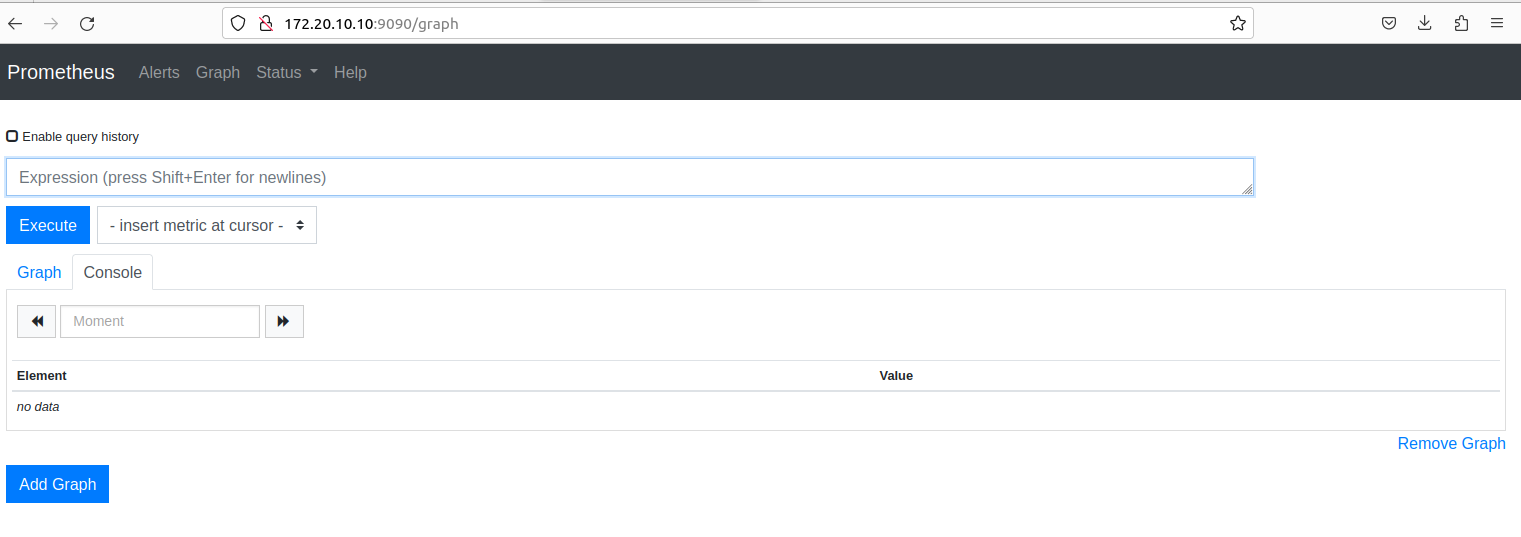 172.20.10.10:9090/graph
Prometheus Alerts Graph Status Help
Enable query history
Expression (press Shift+Enter for newlines)
Execute - insert metric at cursor -
Graph Console
Moment
Element Value
no data
Remove Graph
Add Graph